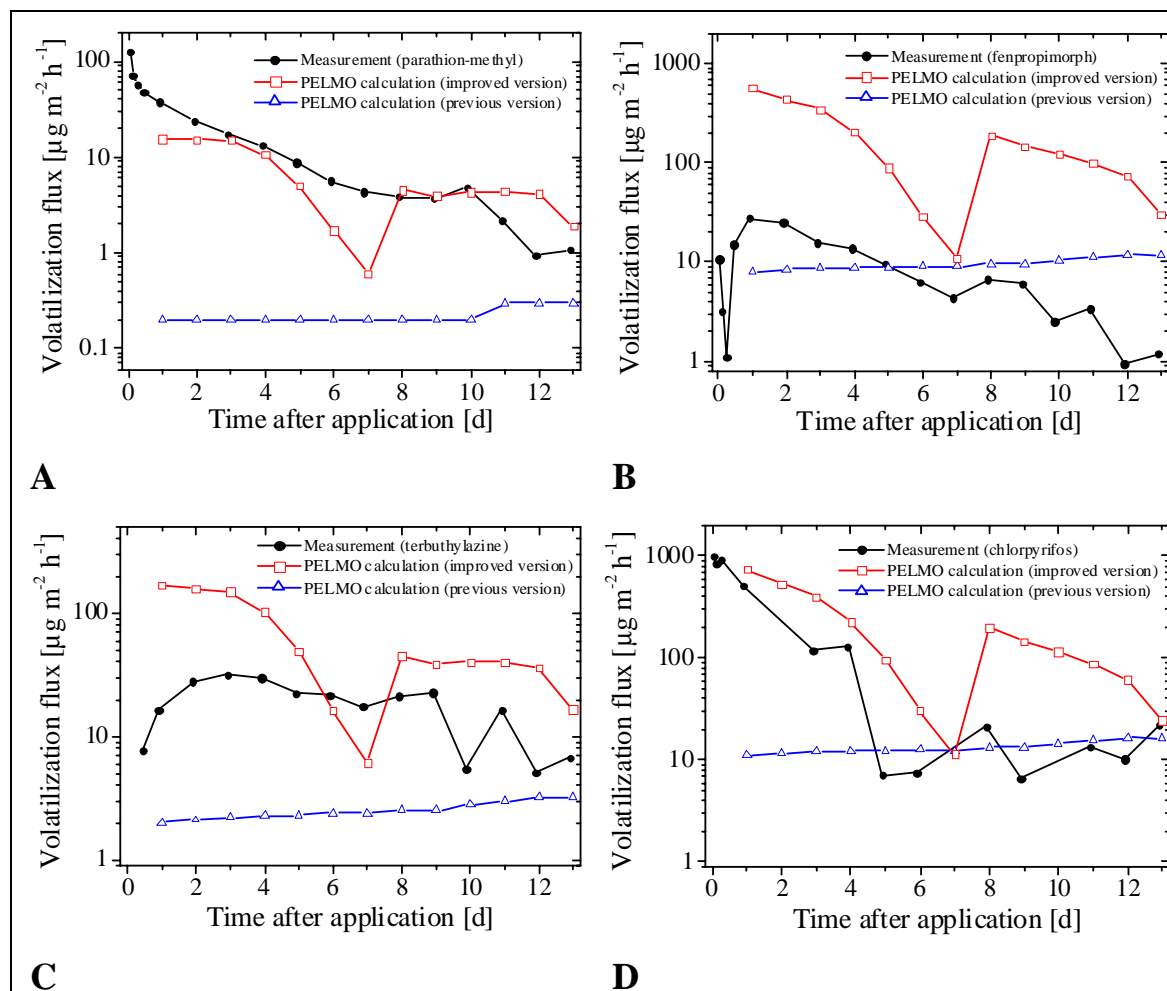 Measurement (parathion-methyl)
PELMO calculation (improved version)
PELMO calculation (previous version)
Volatilization flux [µg m⁻² h⁻¹]
100
10
1
0.1
0 2 4 6 8 10 12
Time after application [d]
A
Measurement (fenpropimorph)
PELMO calculation (improved version)
PELMO calculation (previous version)
Volatilization flux [µg m⁻² h⁻¹]
1000
100
10
1
0 2 4 6 8 10 12
Time after application [d]
B
Measurement (terbuthylazine)
PELMO calculation (improved version)
PELMO calculation (previous version)
Volatilization flux [µg m⁻² h⁻¹]
100
10
1
0 2 4 6 8 10 12
Time after application [d]
C
Measurement (chlorpyrifos)
PELMO calculation (improved version)
PELMO calculation (previous version)
Volatilization flux [µg m⁻² h⁻¹]
1000
100
10
1
0 2 4 6 8 10 12
Time after application [d]
D